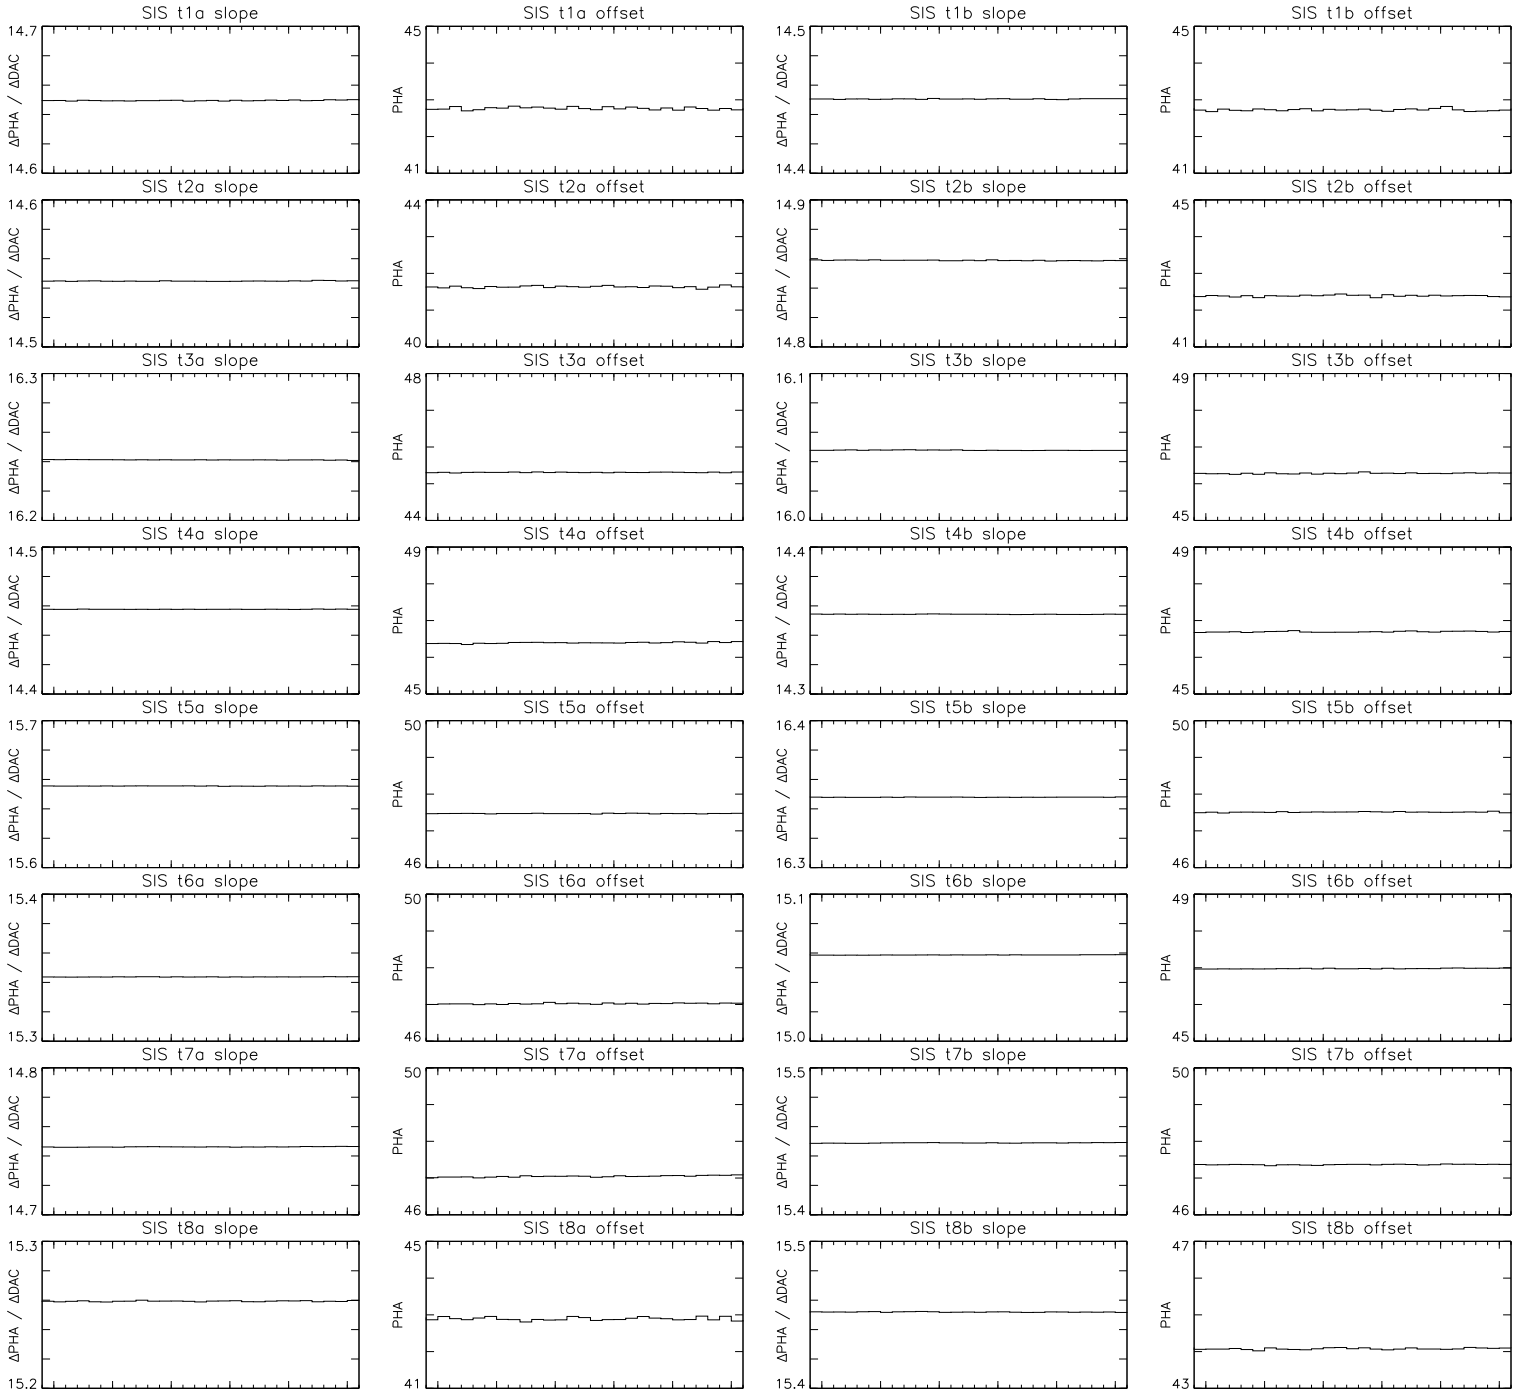 SIS t1a slope SIS t1a offset SIS t1b slope SIS t1b offset
14.7 45 14.5 45
ΔPHA / ΔDAC PHA ΔPHA / ΔDAC PHA
14.6 41 14.4 41
SIS t2a slope SIS t2a offset SIS t2b slope SIS t2b offset
14.6 44 14.9 45
ΔPHA / ΔDAC PHA ΔPHA / ΔDAC PHA
14.5 40 14.8 41
SIS t3a slope SIS t3a offset SIS t3b slope SIS t3b offset
16.3 48 16.1 49
ΔPHA / ΔDAC PHA ΔPHA / ΔDAC PHA
16.2 44 16.0 45
SIS t4a slope SIS t4a offset SIS t4b slope SIS t4b offset
14.5 49 14.4 49
ΔPHA / ΔDAC PHA ΔPHA / ΔDAC PHA
14.4 45 14.3 45
SIS t5a slope SIS t5a offset SIS t5b slope SIS t5b offset
15.7 50 16.4 50
ΔPHA / ΔDAC PHA ΔPHA / ΔDAC PHA
15.6 46 16.3 46
SIS t6a slope SIS t6a offset SIS t6b slope SIS t6b offset
15.4 50 15.1 49
ΔPHA / ΔDAC PHA ΔPHA / ΔDAC PHA
15.3 46 15.0 45
SIS t7a slope SIS t7a offset SIS t7b slope SIS t7b offset
14.8 50 15.5 50
ΔPHA / ΔDAC PHA ΔPHA / ΔDAC PHA
14.7 46 15.4 46
SIS t8a slope SIS t8a offset SIS t8b slope SIS t8b offset
15.3 45 15.5 47
ΔPHA / ΔDAC PHA ΔPHA / ΔDAC PHA
15.2 41 15.4 43